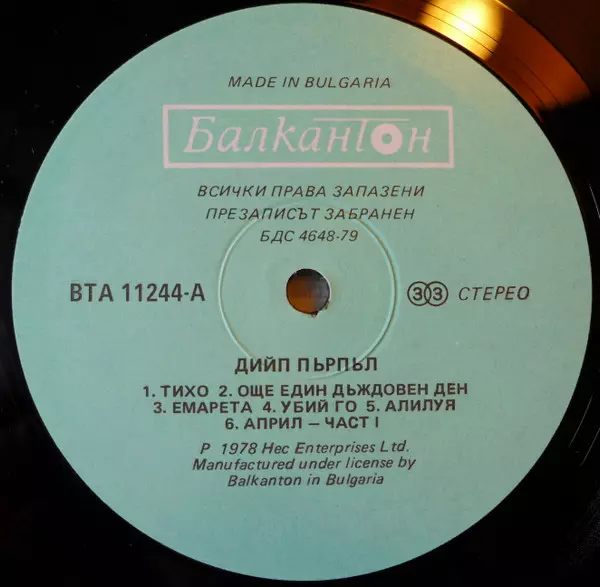 MADE IN BULGARIA
Балкантон
ВСИЧКИ ПРАВА ЗАПАЗЕНИ
ПРЕЗАПИСЪТ ЗАБРАНЕН
БДС 4648-79
ВТА 11244-А
33 СТЕРЕО
ДИЙП ПЪРПЪЛ
1. ТИХО 2. ОЩЕ ЕДИН ДЪЖДОВЕН ДЕН
3. ЕМАРЕТА 4. УБИЙ ГО 5. АЛИЛУЯ
6. АПРИЛ — ЧАСТ I
P 1978 Hec Enterprises Ltd.
Manufactured under license by
Balkanton in Bulgaria